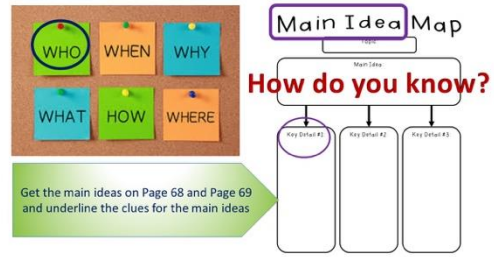 WHO WHEN WHY
WHAT HOW WHERE
Get the main ideas on Page 68 and Page 69
and underline the clues for the main ideas
Main Idea Map
Topic
Main Idea
How do you know?
Key Detail #1 Key Detail #2 Key Detail #3